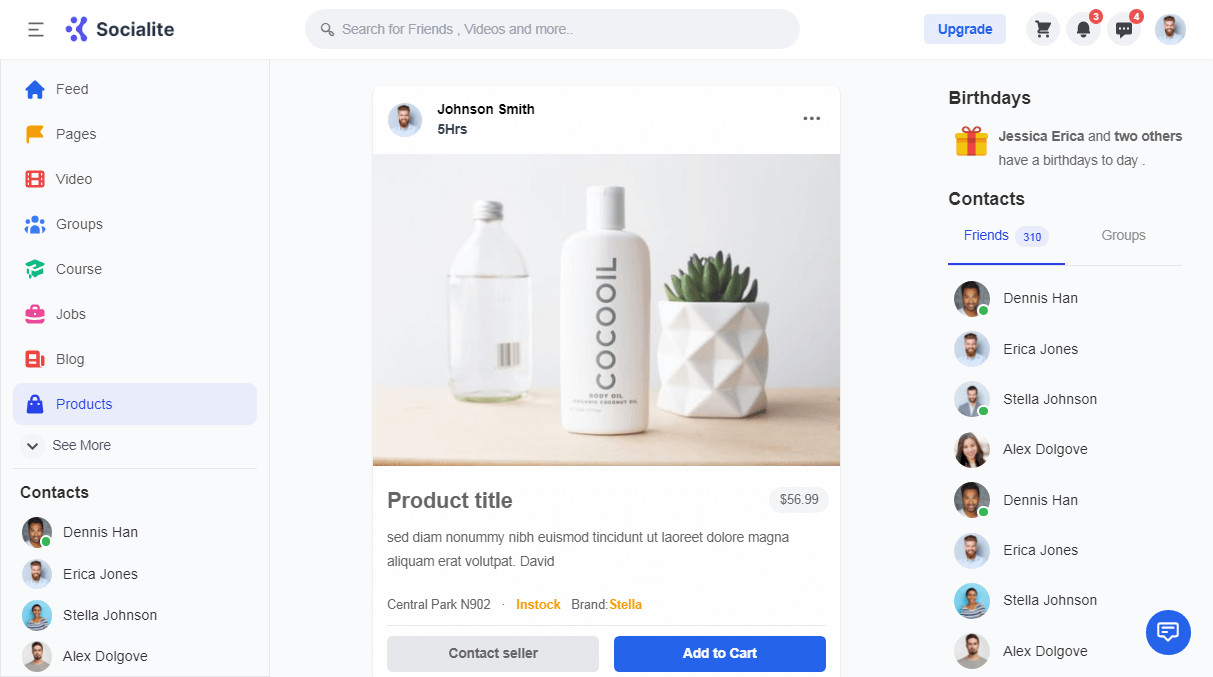 Socialite
Search for Friends , Videos and more..
Upgrade
3
4
Feed
Pages
Video
Groups
Course
Jobs
Blog
Products
See More
Contacts
Dennis Han
Erica Jones
Stella Johnson
Alex Dolgove
Johnson Smith
5Hrs
COCOOIL
BODY OIL
ORGANIC COCONUT OIL
Product title
$56.99
sed diam nonummy nibh euismod tincidunt ut laoreet dolore magna
aliquam erat volutpat. David
Central Park N902 · Instock Brand:Stella
Contact seller
Add to Cart
Birthdays
Jessica Erica and two others
have a birthdays to day .
Contacts
Friends 310
Groups
Dennis Han
Erica Jones
Stella Johnson
Alex Dolgove
Dennis Han
Erica Jones
Stella Johnson
Alex Dolgove